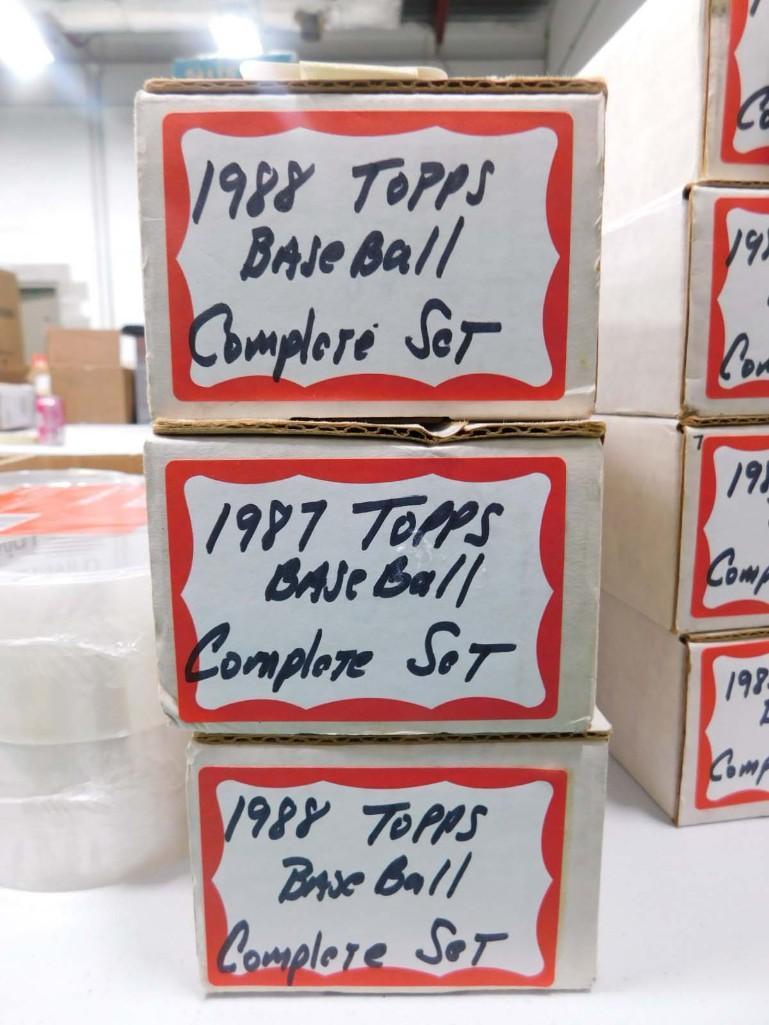 1988 TOPPS
BASeBall
Complete Set
1987 TOPPS
BASeBall
Complete Set
1988 TOPPS
BaseBall
Complete Set